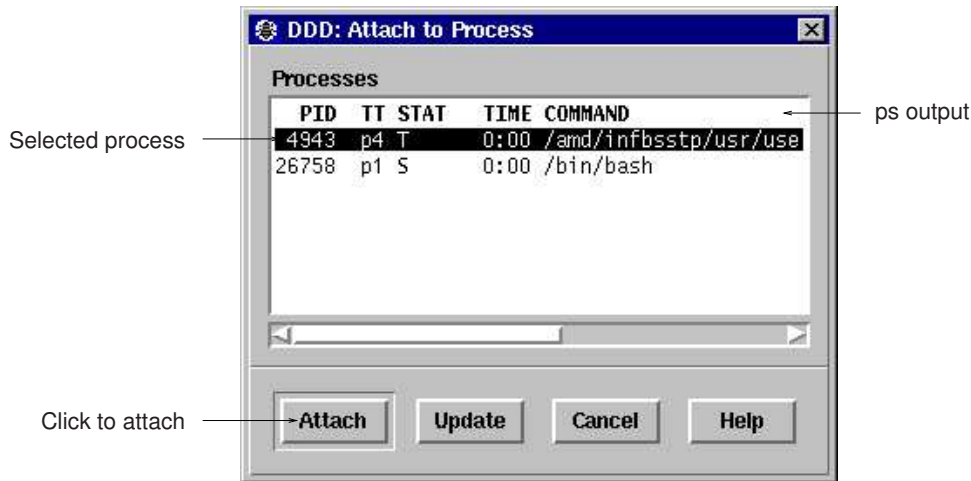 DDD: Attach to Process
Processes
PID TT STAT TIME COMMAND
ps output
Selected process
4943 p4 T 0:00 /amd/infbsstp/usr/use
26758 p1 S 0:00 /bin/bash
Click to attach
Attach Update Cancel Help